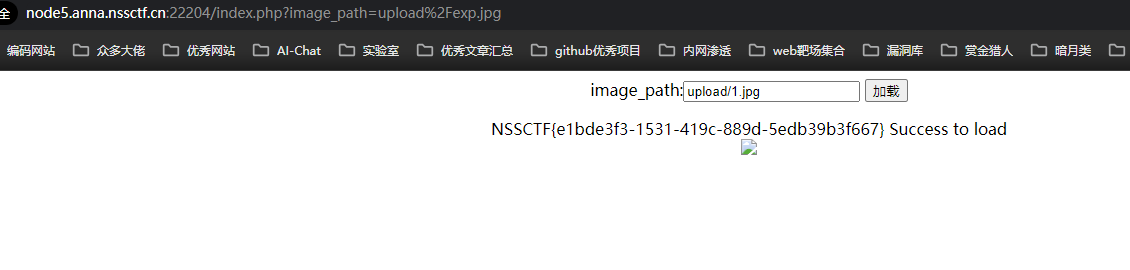 全 node5.anna.nssctf.cn:22204/index.php?image_path=upload%2Fexp.jpg
编码网站 众多大佬 优秀网站 AI-Chat 实验室 优秀文章汇总 github优秀项目 内网渗透 web靶场集合 漏洞库 赏金猎人 暗月类
image_path: upload/1.jpg 加载
NSSCTF{e1bde3f3-1531-419c-889d-5edb39b3f667} Success to load